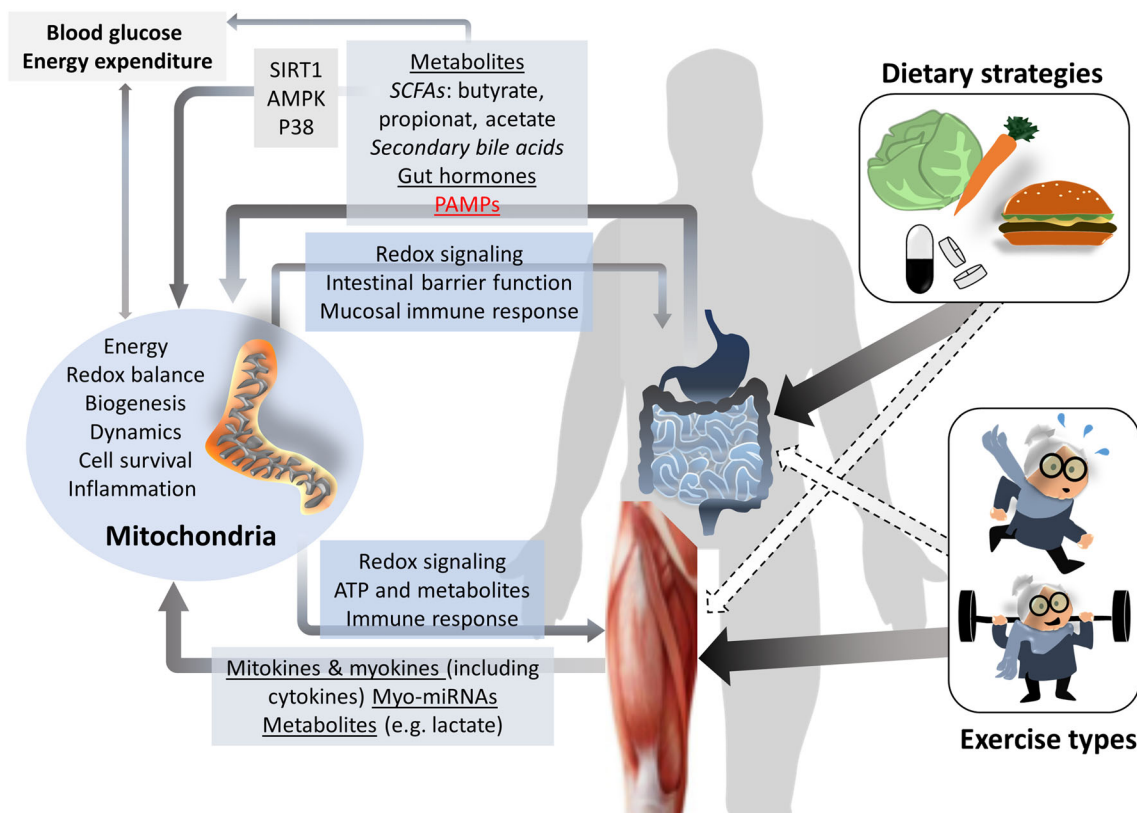 Blood glucose
Energy expenditure
SIRT1
AMPK
P38
Metabolites
SCFAs: butyrate,
propionat, acetate
Secondary bile acids
Gut hormones
PAMPs
Dietary strategies
Redox signaling
Intestinal barrier function
Mucosal immune response
Energy
Redox balance
Biogenesis
Dynamics
Cell survival
Inflammation
Mitochondria
Redox signaling
ATP and metabolites
Immune response
Mitokines & myokines (including
cytokines) Myo-miRNAs
Metabolites (e.g. lactate)
Exercise types